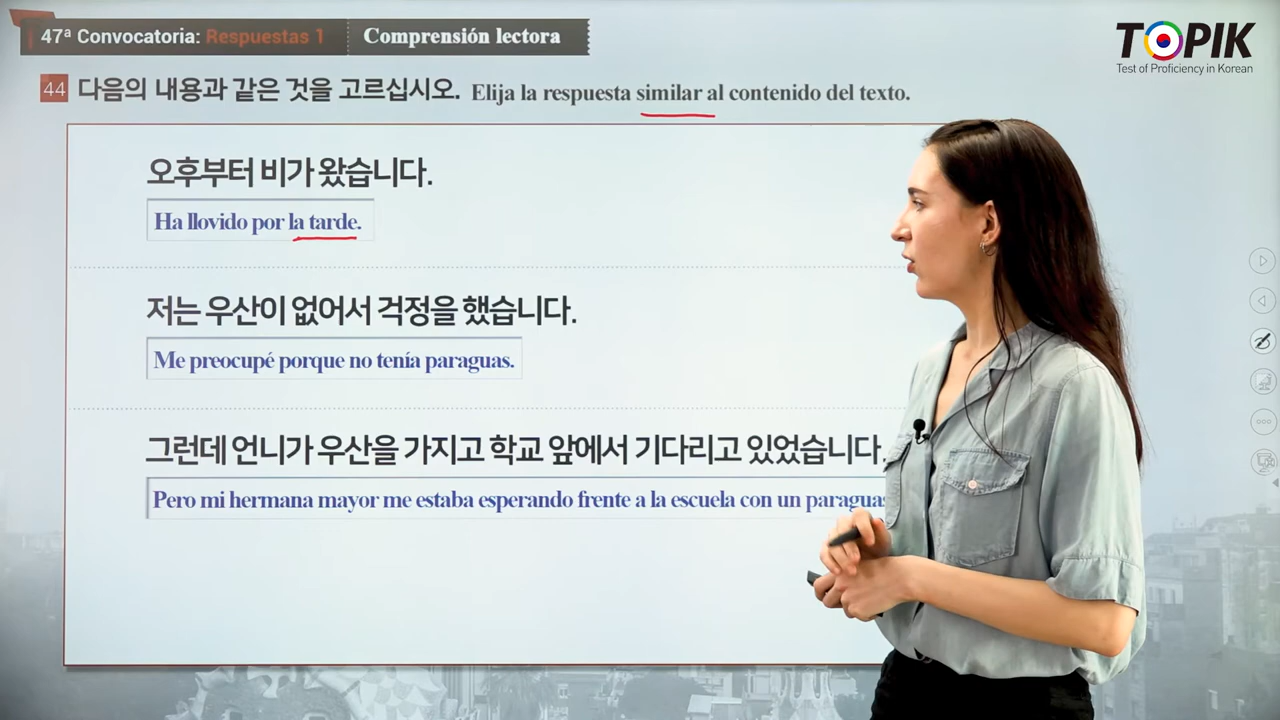 47ª Convocatoria: Respuestas 1 Comprensión lectora
TOPIK
Test of Proficiency in Korean
44 다음의 내용과 같은 것을 고르십시오. Elija la respuesta similar al contenido del texto.
오후부터 비가 왔습니다.
Ha llovido por la tarde.
저는 우산이 없어서 걱정을 했습니다.
Me preocupé porque no tenía paraguas.
그런데 언니가 우산을 가지고 학교 앞에서 기다리고 있었습니다.
Pero mi hermana mayor me estaba esperando frente a la escuela con un paraguas